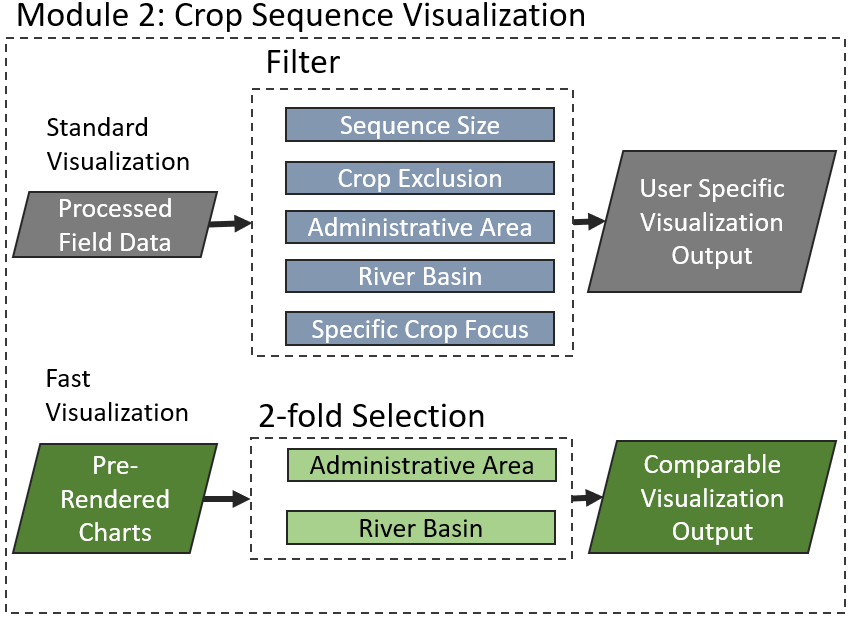 Module 2: Crop Sequence Visualization
Filter
Standard
Visualization
Processed
Field Data
Sequence Size
Crop Exclusion
Administrative Area
River Basin
Specific Crop Focus
User Specific
Visualization
Output
Fast
Visualization
2-fold Selection
Pre-
Rendered
Charts
Administrative Area
River Basin
Comparable
Visualization
Output